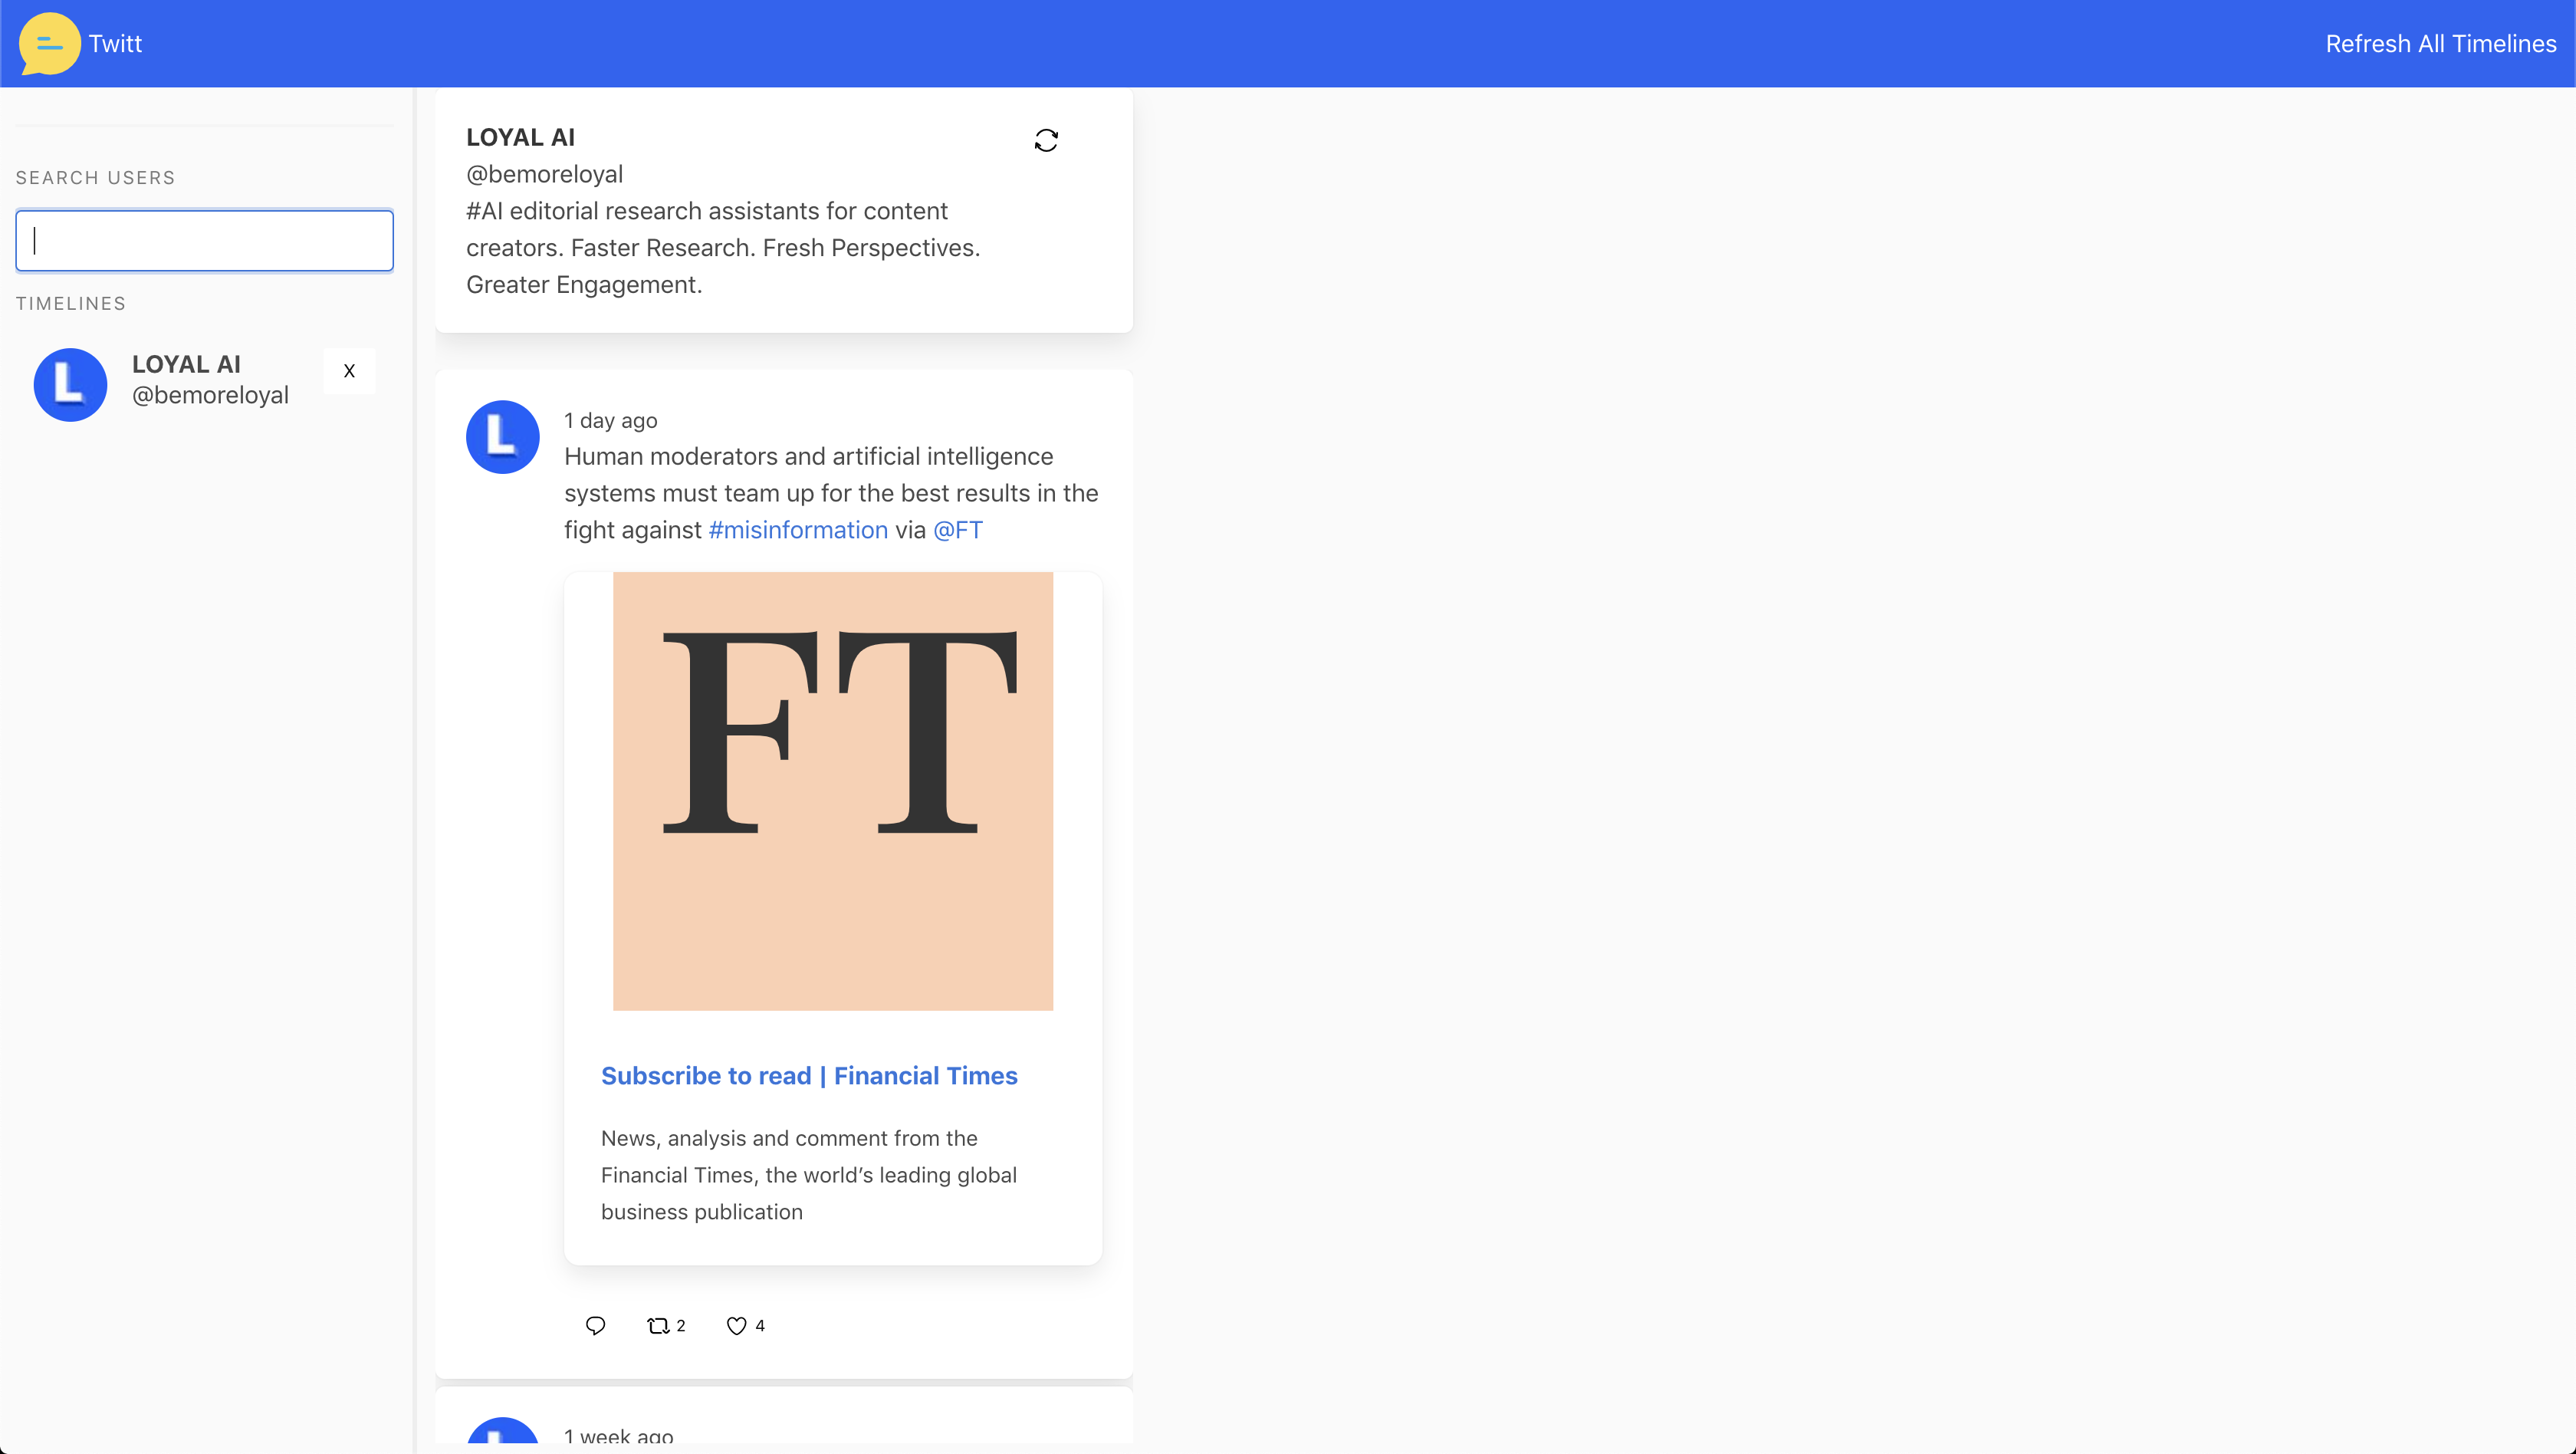 Twitt
Refresh All Timelines
SEARCH USERS
TIMELINES
LOYAL AI
@bemoreloyal
X
LOYAL AI
@bemoreloyal
#AI editorial research assistants for content
creators. Faster Research. Fresh Perspectives.
Greater Engagement.
L
L
1 day ago
Human moderators and artificial intelligence
systems must team up for the best results in the
fight against #misinformation via @FT
FT
Subscribe to read | Financial Times
News, analysis and comment from the
Financial Times, the world’s leading global
business publication
2
4
1 week ago